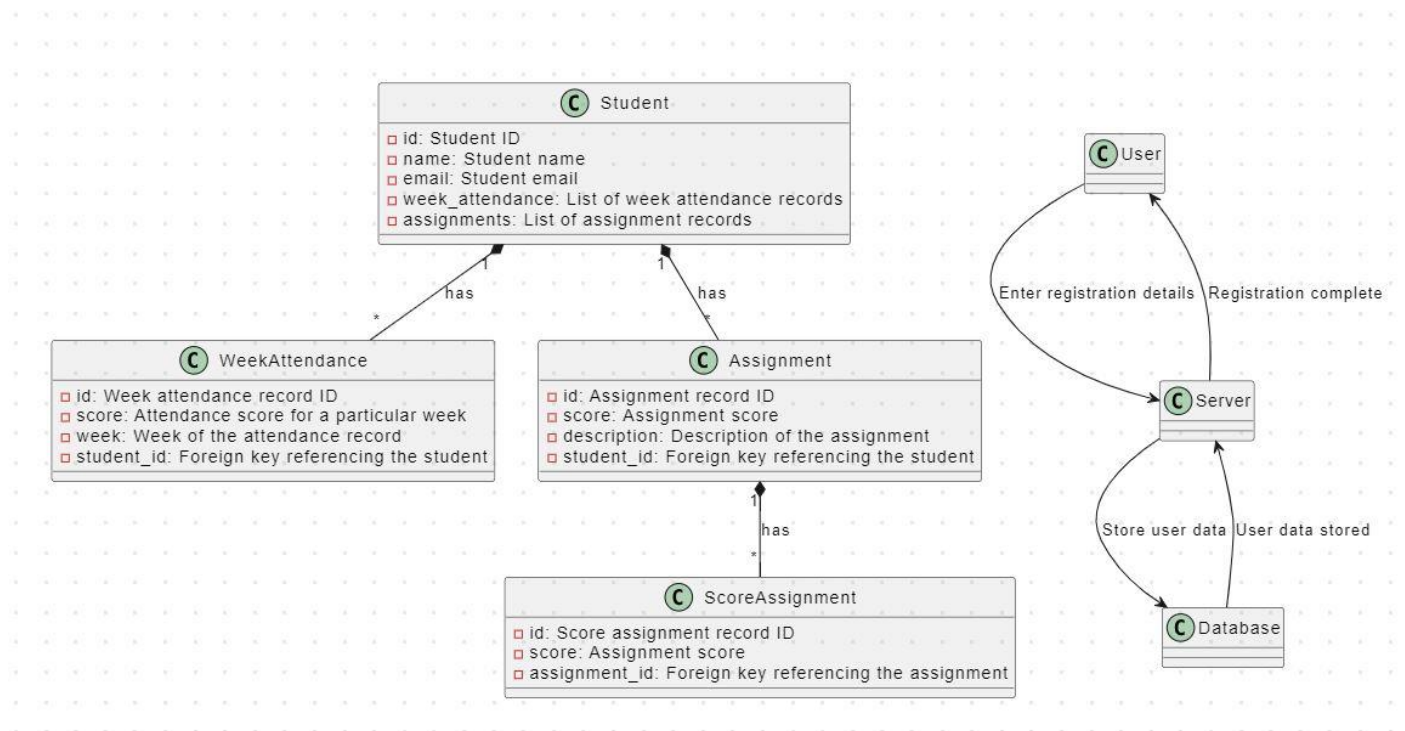 C Student
id: Student ID
name: Student name
email: Student email
week_attendance: List of week attendance records
assignments: List of assignment records
1
has
*
1
has
*
C WeekAttendance
id: Week attendance record ID
score: Attendance score for a particular week
week: Week of the attendance record
student_id: Foreign key referencing the student
C Assignment
id: Assignment record ID
score: Assignment score
description: Description of the assignment
student_id: Foreign key referencing the student
1
has
*
C ScoreAssignment
id: Score assignment record ID
score: Assignment score
assignment_id: Foreign key referencing the assignment
C User
Enter registration details
Registration complete
C Server
Store user data
User data stored
C Database